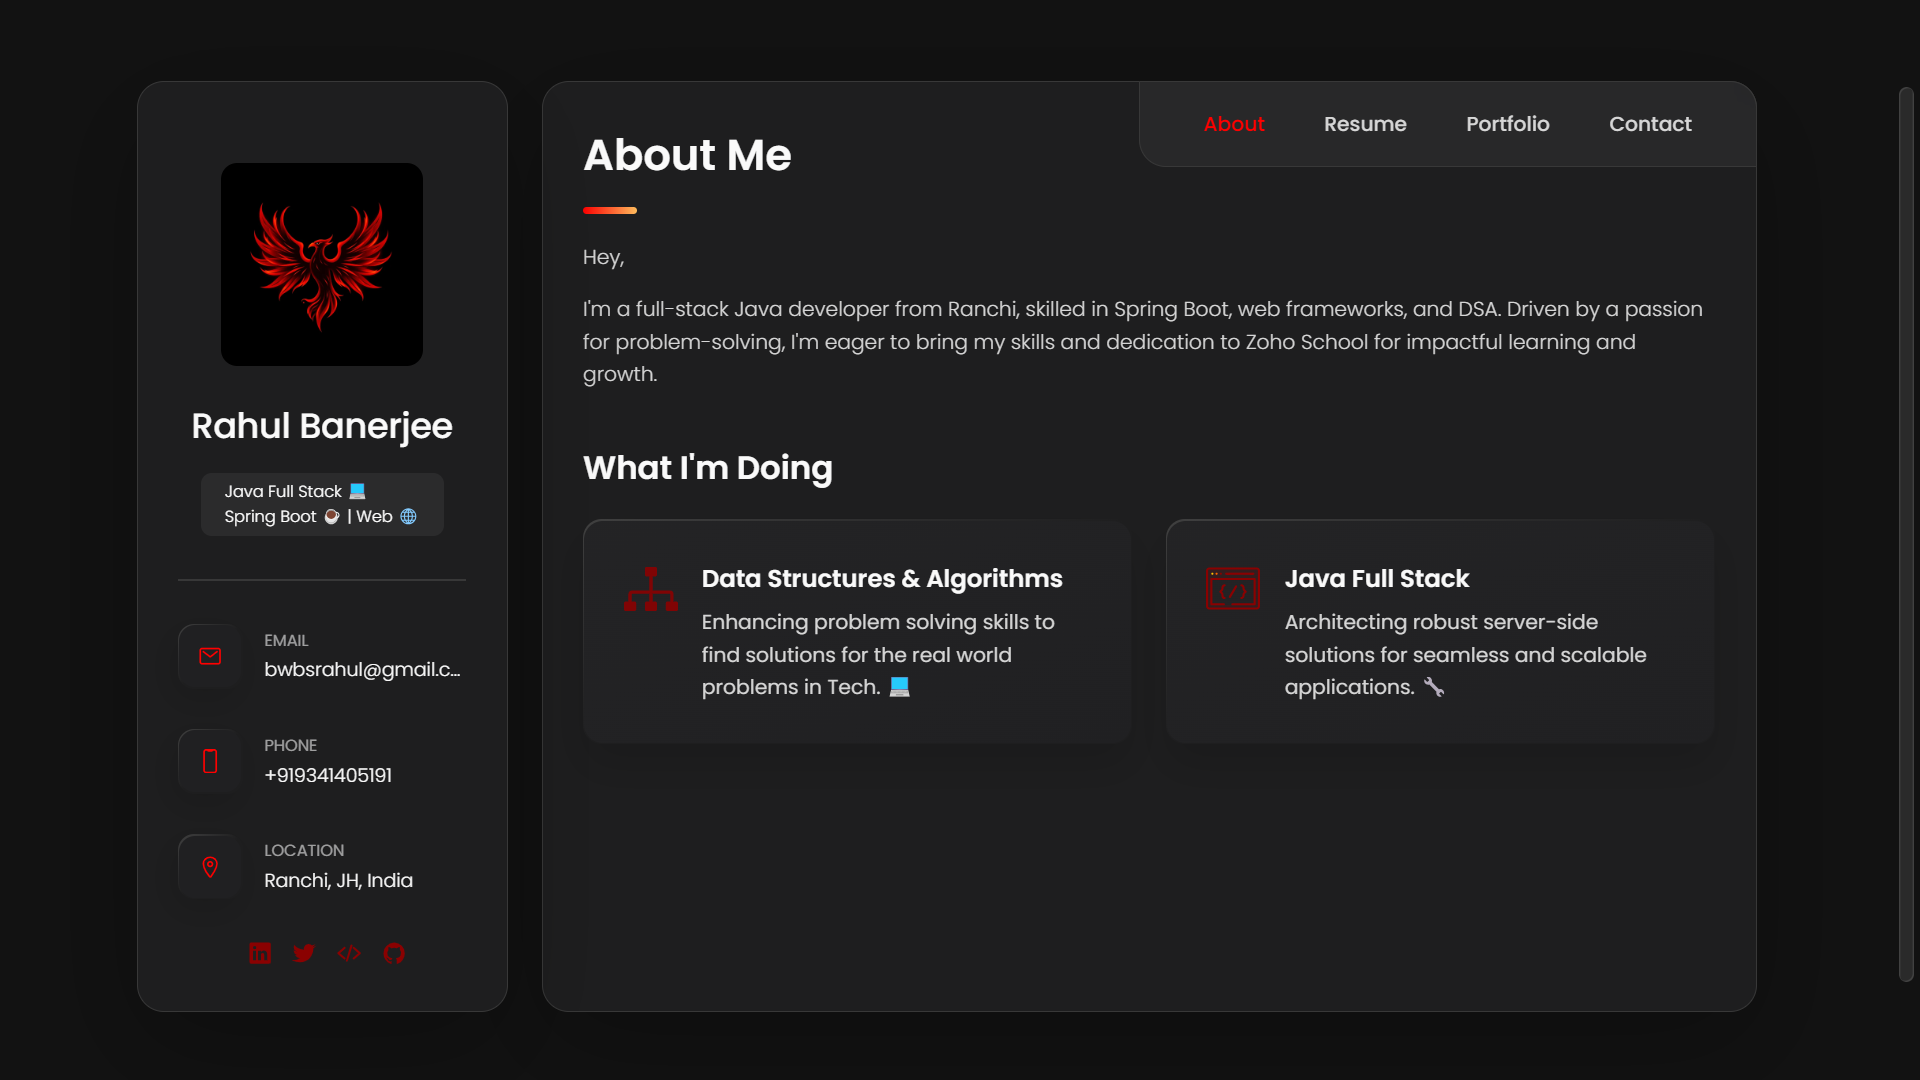 Rahul Banerjee
Java Full Stack 💻
Spring Boot ☕ | Web 🌐
EMAIL
bwbsrahul@gmail.c...
PHONE
+919341405191
LOCATION
Ranchi, JH, India
About
Resume
Portfolio
Contact
About Me
Hey,
I'm a full-stack Java developer from Ranchi, skilled in Spring Boot, web frameworks, and DSA. Driven by a passion
for problem-solving, I'm eager to bring my skills and dedication to Zoho School for impactful learning and
growth.
What I'm Doing
Data Structures & Algorithms
Enhancing problem solving skills to
find solutions for the real world
problems in Tech. 💻
Java Full Stack
Architecting robust server-side
solutions for seamless and scalable
applications. 🔧